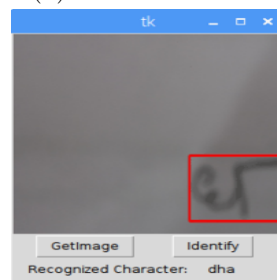 tk
ध
GetImage Identify
Recognized Character: dha